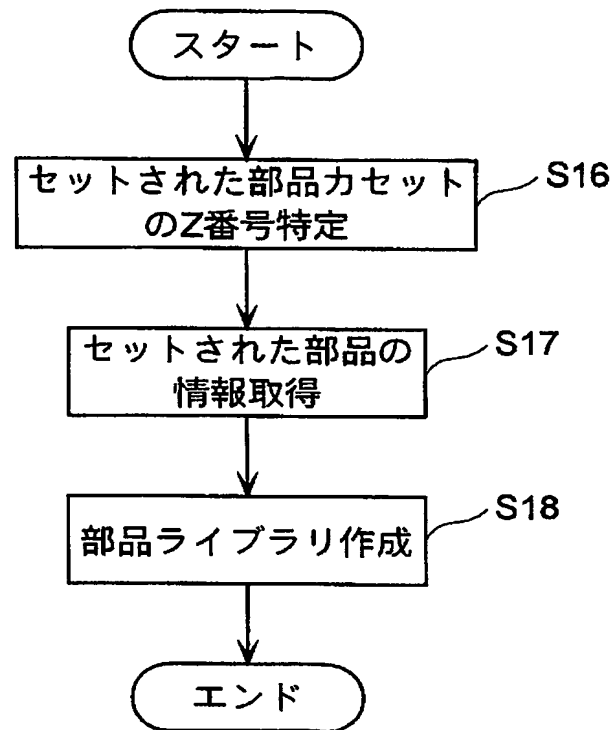 スタート
セットされた部品カセット
のZ番号特定
S16
セットされた部品の
情報取得
S17
部品ライブラリ作成
S18
エンド